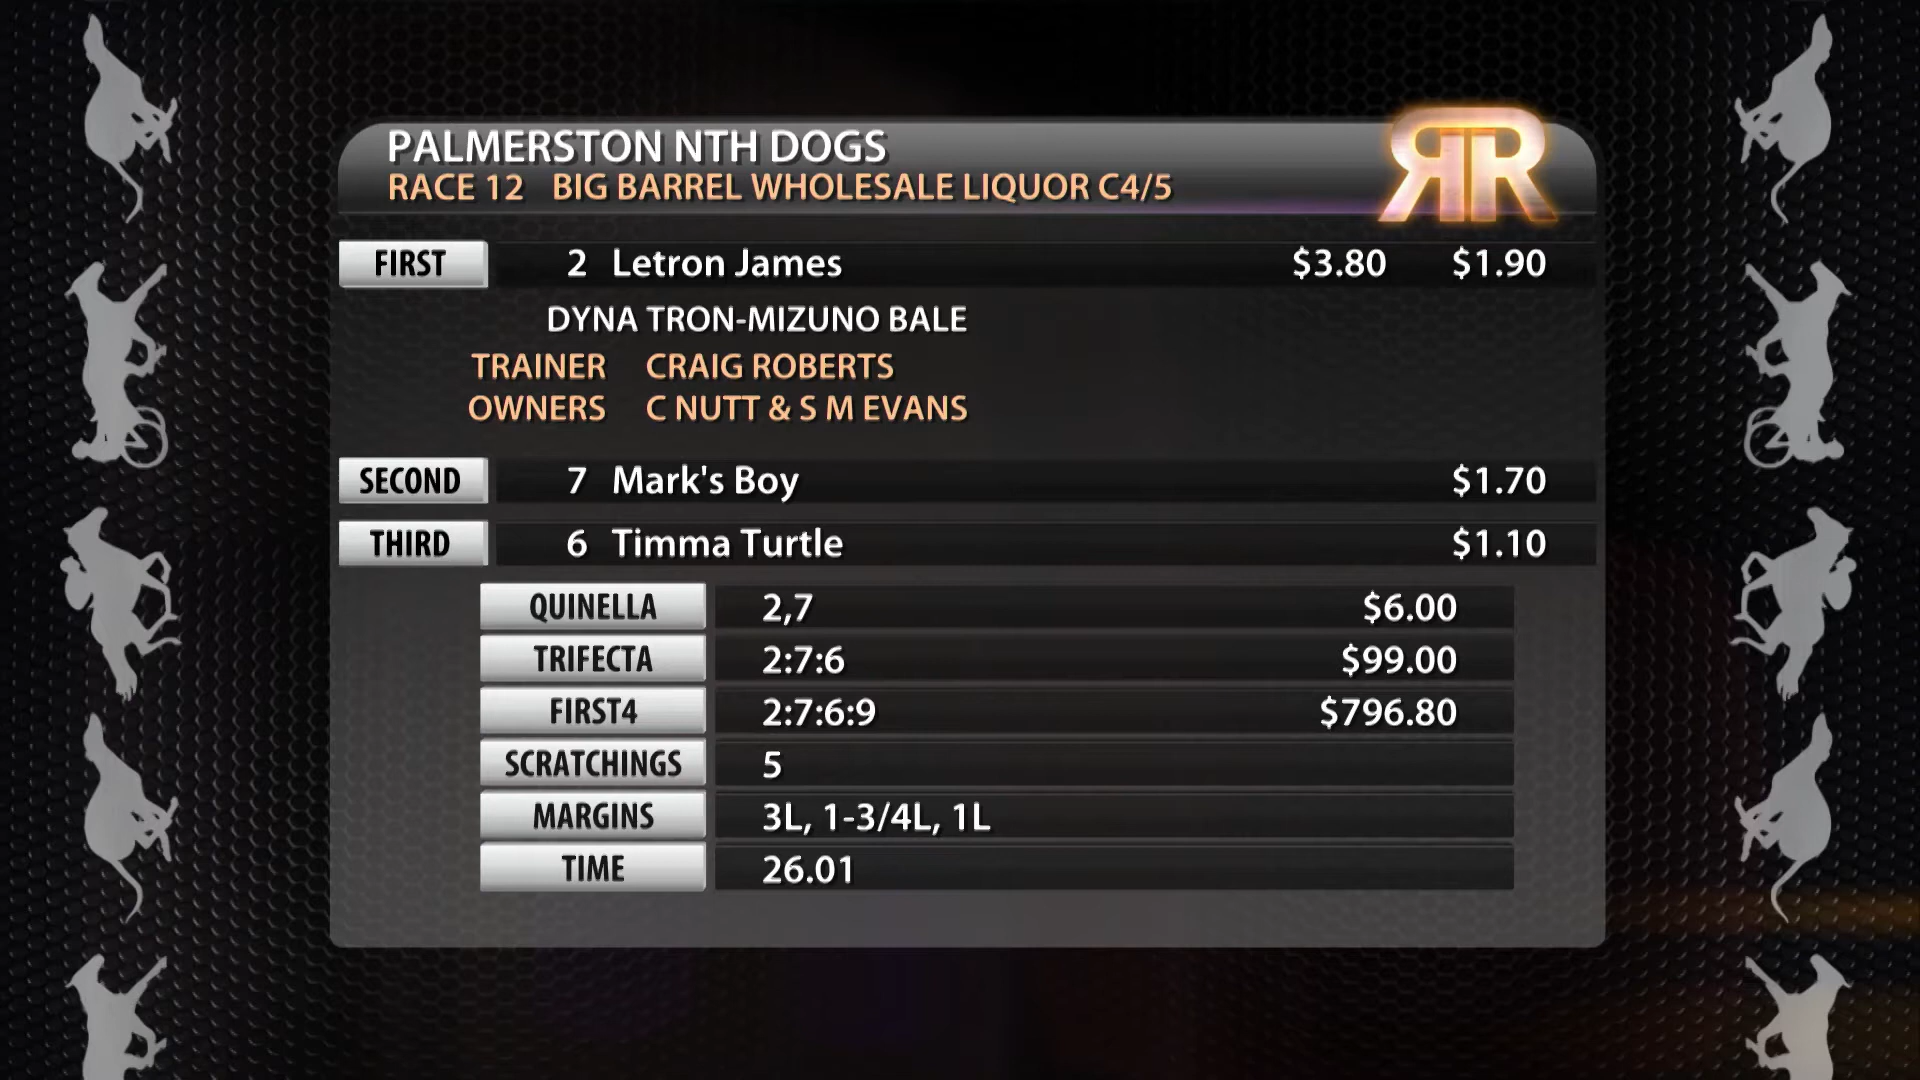 PALMERSTON NTH DOGS
RACE 12 BIG BARREL WHOLESALE LIQUOR C4/5
RR
FIRST 2 Letron James $3.80 $1.90
DYNA TRON-MIZUNO BALE
TRAINER CRAIG ROBERTS
OWNERS C NUTT & S M EVANS
SECOND 7 Mark's Boy $1.70
THIRD 6 Timma Turtle $1.10
QUINELLA 2,7 $6.00
TRIFECTA 2:7:6 $99.00
FIRST4 2:7:6:9 $796.80
SCRATCHINGS 5
MARGINS 3L, 1-3/4L, 1L
TIME 26.01